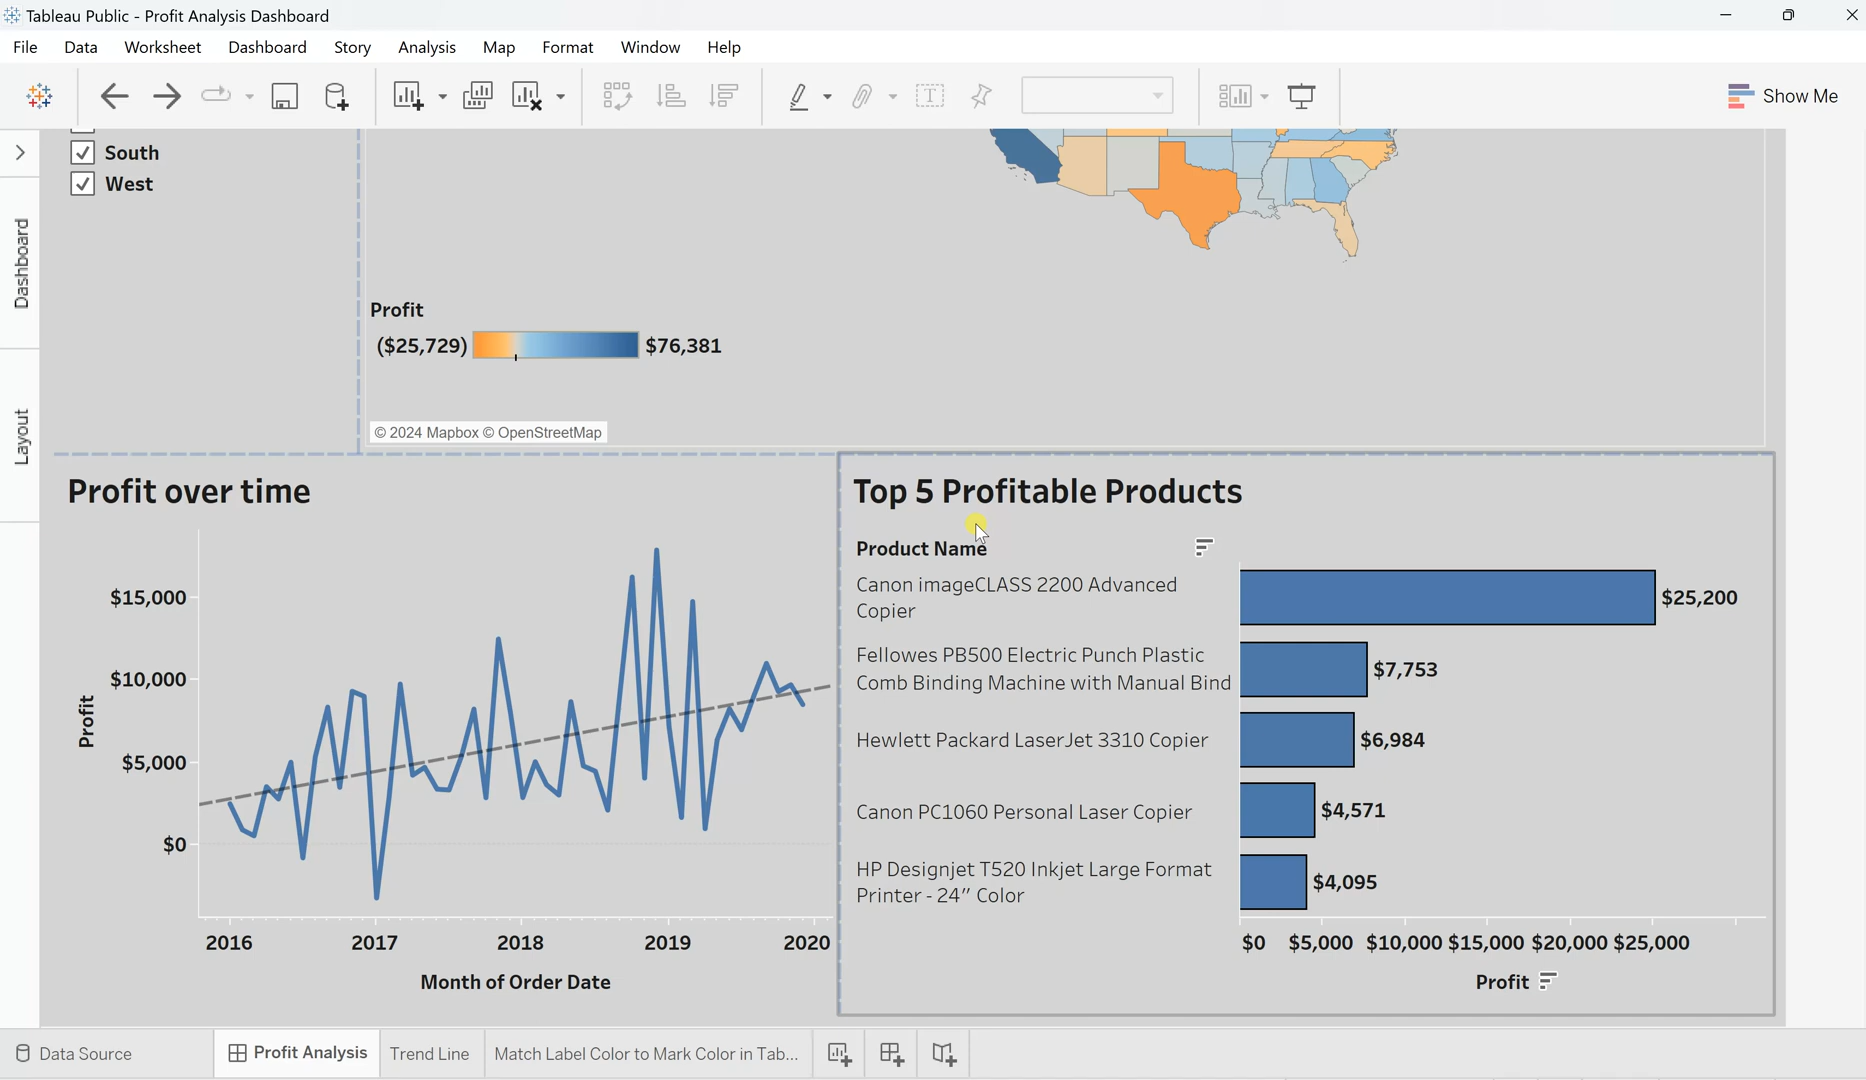 Tableau Public - Profit Analysis Dashboard
File Data Worksheet Dashboard Story Analysis Map Format Window Help
Show Me
South
West
Dashboard
Layout
Profit
($25,729) $76,381
© 2024 Mapbox © OpenStreetMap
Profit over time
Profit
$15,000
$10,000
$5,000
$0
2016 2017 2018 2019 2020
Month of Order Date
Top 5 Profitable Products
Product Name
Canon imageCLASS 2200 Advanced
Copier
$25,200
Fellowes PB500 Electric Punch Plastic
Comb Binding Machine with Manual Bind
$7,753
Hewlett Packard LaserJet 3310 Copier
$6,984
Canon PC1060 Personal Laser Copier
$4,571
HP Designjet T520 Inkjet Large Format
Printer - 24" Color
$4,095
$0 $5,000 $10,000 $15,000 $20,000 $25,000
Profit
Data Source Profit Analysis Trend Line Match Label Color to Mark Color in Tab...